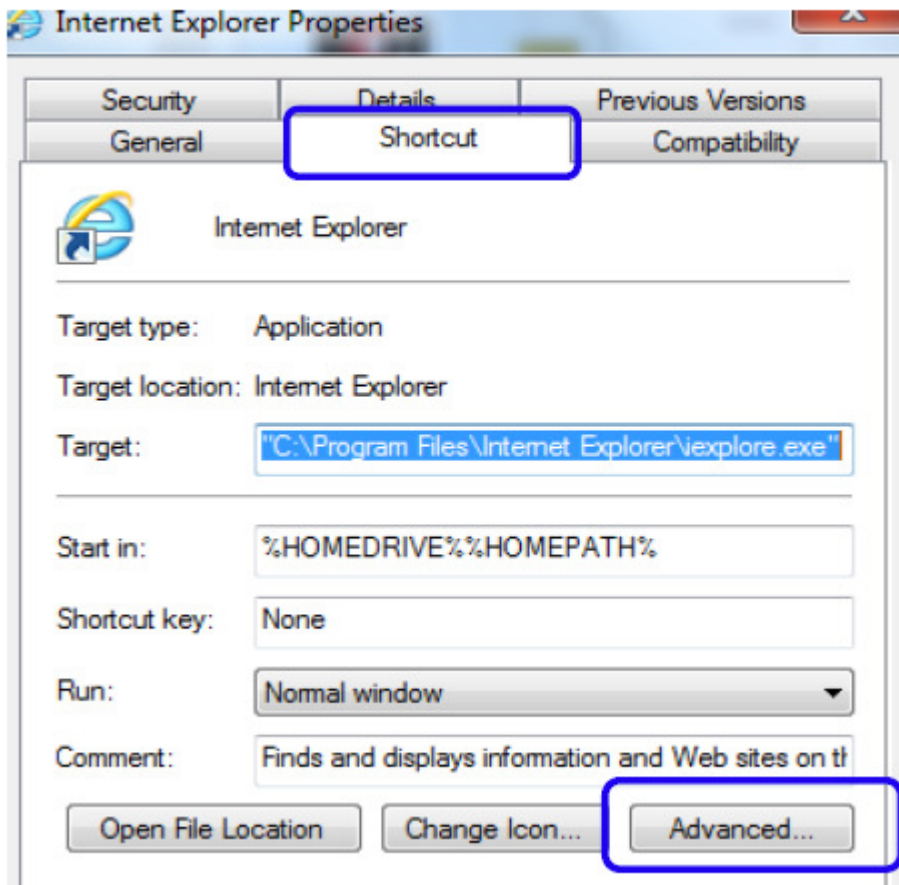 Internet Explorer Properties
Security Details Previous Versions
General Shortcut Compatibility
Internet Explorer
Target type: Application
Target location: Internet Explorer
Target: "C:\Program Files\Internet Explorer\iexplore.exe"
Start in: %HOMEDRIVE%%HOMEPATH%
Shortcut key: None
Run: Normal window
Comment: Finds and displays information and Web sites on th
Open File Location Change Icon... Advanced...